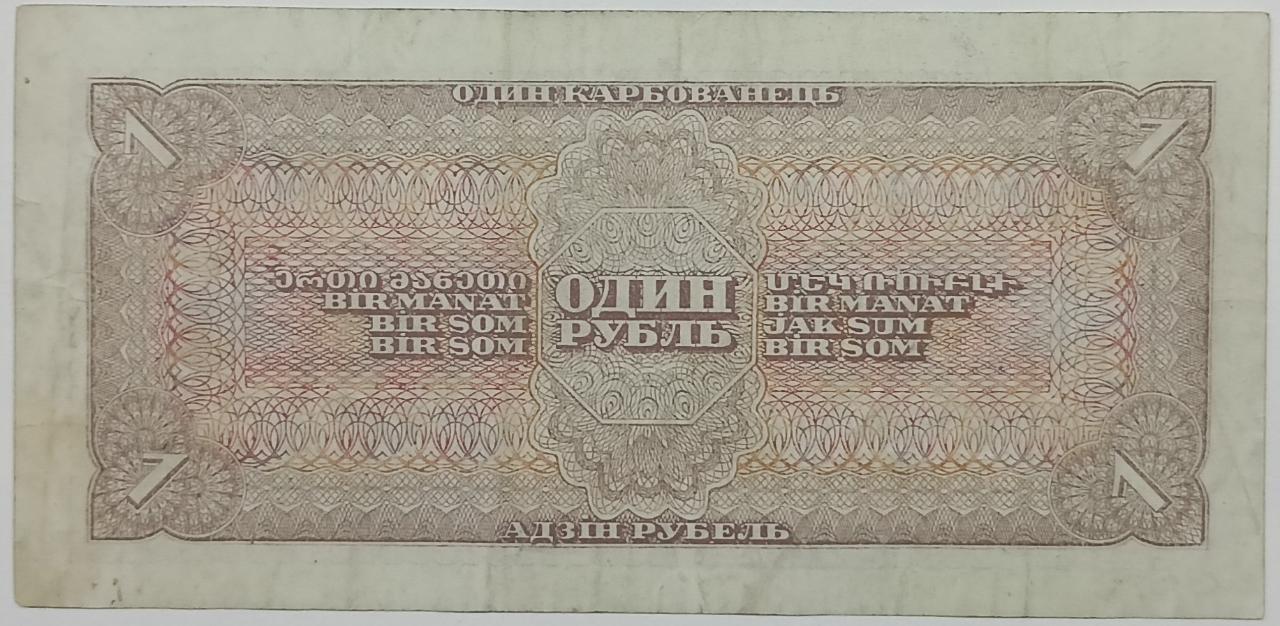 ОДИН КАРБОВАНЕЦЬ
1
1
ᲔᲠᲗᲘ ᲛᲐᲜᲔᲗᲘ
BIR MANAT
BIR SOM
BIR SOM
ОДИН
РУБЛЬ
ՄԵԿ ՌՈՒԲԼԻ
BIR MANAT
JAK SUM
BIR SOM
1
1
АДЗІН РУБЕЛЬ